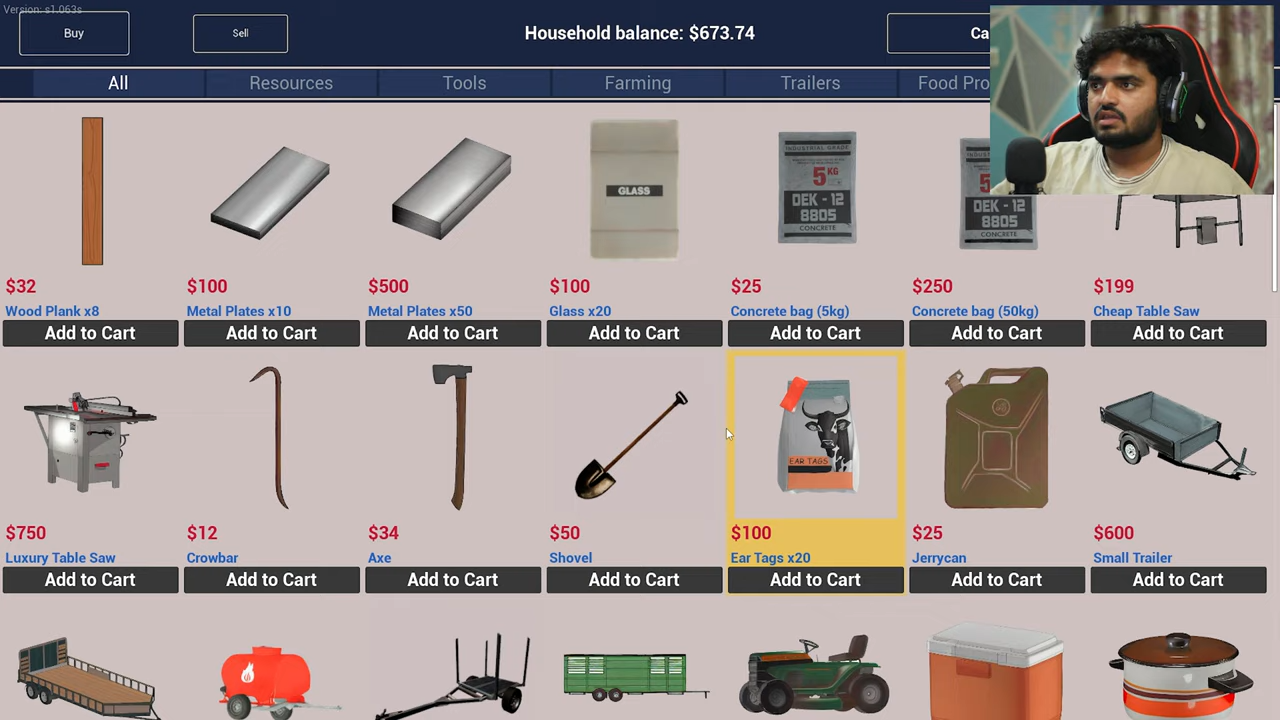 Version: s1.063s
Buy
Sell
Household balance: $673.74
Ca
All
Resources
Tools
Farming
Trailers
Food Pro
GLASS
INDUSTRIAL GRADE
5 KG
DEK - 12
8805
CONCRETE
5
DEK - 12
8805
CONCRETE
$32
$100
$500
$100
$25
$250
$199
Wood Plank x8
Metal Plates x10
Metal Plates x50
Glass x20
Concrete bag (5kg)
Concrete bag (50kg)
Cheap Table Saw
Add to Cart
Add to Cart
Add to Cart
Add to Cart
Add to Cart
Add to Cart
Add to Cart
EAR TAGS
$750
$12
$34
$50
$100
$25
$600
Luxury Table Saw
Crowbar
Axe
Shovel
Ear Tags x20
Jerrycan
Small Trailer
Add to Cart
Add to Cart
Add to Cart
Add to Cart
Add to Cart
Add to Cart
Add to Cart